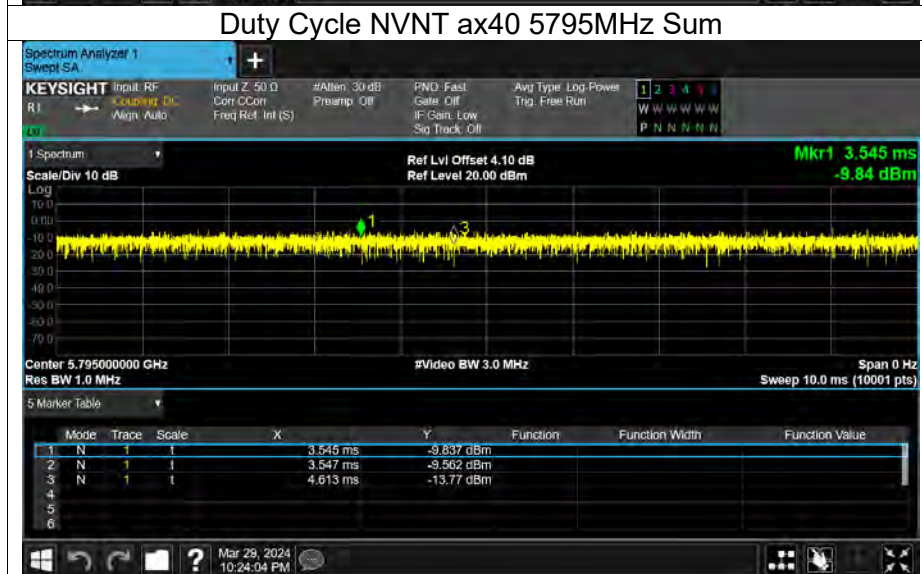 Duty Cycle NVNT ax40 5795MHz Sum
Spectrum Analyzer 1
Swept SA
+
KEYSIGHT Input: RF Input Z: 50 Ω #Atten: 30 dB PNO: Fast Avg Type: Log-Power 1 2 3 4 5 6
R L Coupling: DC Corr CCorr Preamp: Off Gate: Off Trig: Free Run W W W W W W
Align: Auto Freq Ref: Int (S) IF Gain: Low
Sig Track: Off P N N N N N
1 Spectrum
Ref Lvl Offset 4.10 dB Mkr1 3.545 ms
Scale/Div 10 dB Ref Level 20.00 dBm -9.84 dBm
Log
10.0
0.00
-10.0
-20.0
-30.0
-40.0
-50.0
-60.0
-70.0
1
3
Center 5.795000000 GHz #Video BW 3.0 MHz Span 0 Hz
Res BW 1.0 MHz Sweep 10.0 ms (10001 pts)
5 Marker Table
Mode Trace Scale X Y Function Function Width Function Value
1 N 1 t 3.545 ms -9.837 dBm
2 N 1 t 3.547 ms -9.562 dBm
3 N 1 t 4.613 ms -13.77 dBm
4
5
6
? Mar 29, 2024
10:24:04 PM